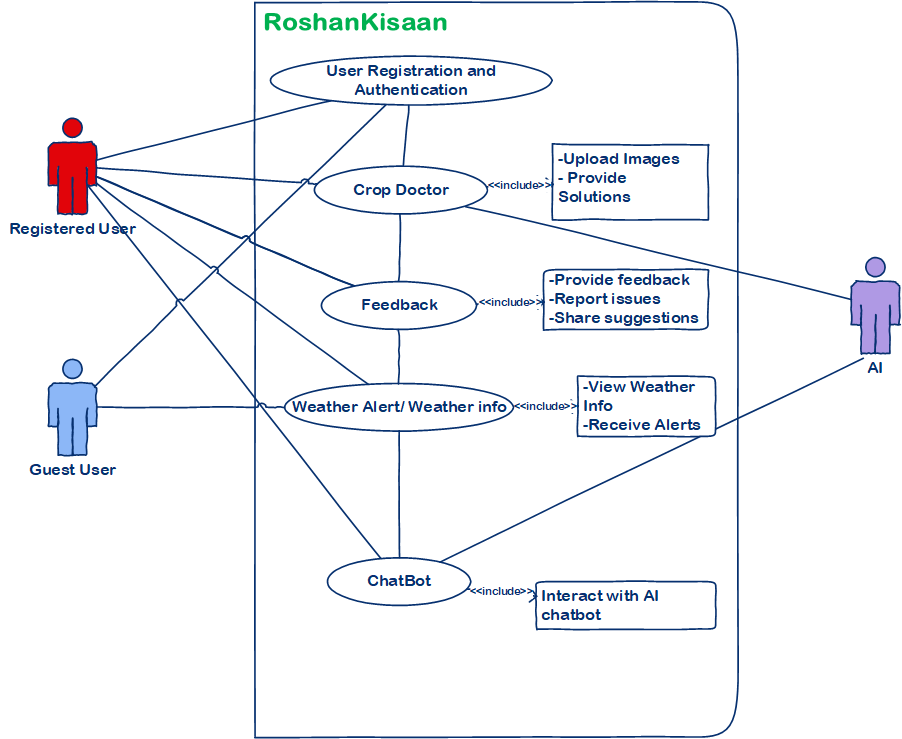 RoshanKisaan
User Registration and
Authentication
Crop Doctor
<<include>>
-Upload Images
- Provide
Solutions
Registered User
Feedback
<<include>>
-Provide feedback
-Report issues
-Share suggestions
AI
Weather Alert/ Weather info
<<include>>
-View Weather
Info
-Receive Alerts
Guest User
ChatBot
<<include>>
Interact with AI
chatbot